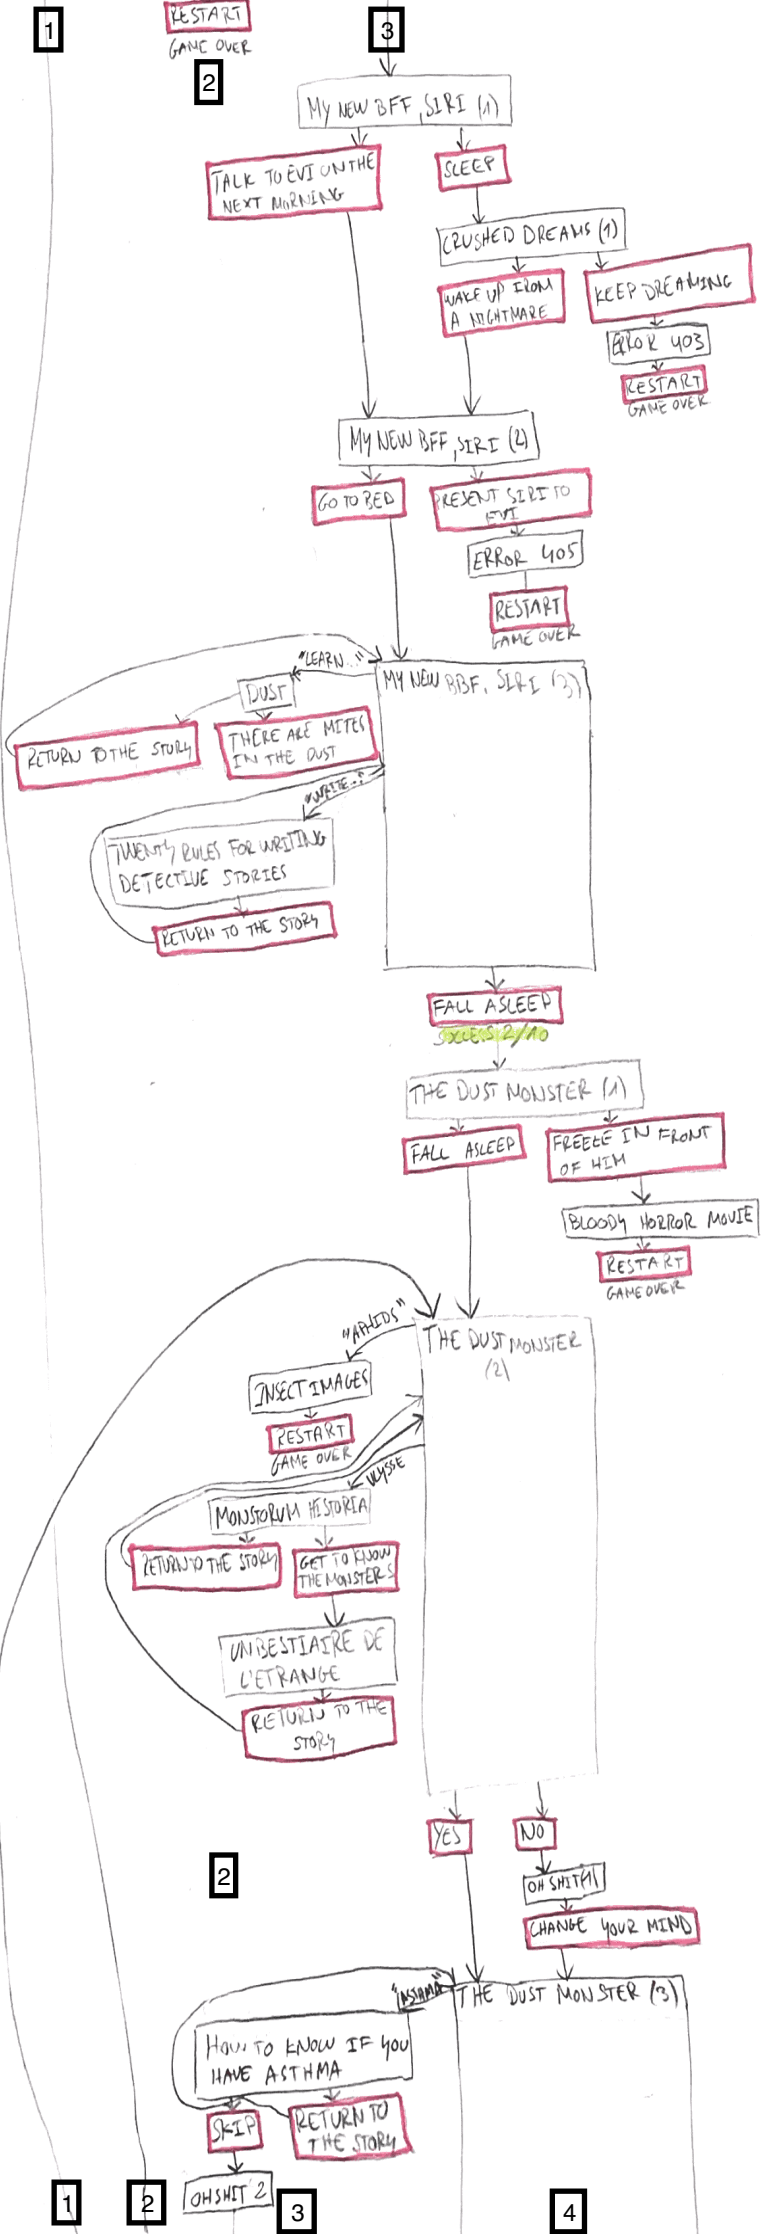 1
RESTART
GAME OVER
2
3
MY NEW BFF, SIRI (1)
TALK TO EVI ON THE
NEXT MORNING
SLEEP
CRUSHED DREAMS (1)
WAKE UP FROM
A NIGHTMARE
KEEP DREAMING
ERROR 403
RESTART
GAME OVER
MY NEW BFF, SIRI (2)
GO TO BED
PRESENT SIRI TO
EVI
ERROR 405
RESTART
GAME OVER
"LEARN..."
MY NEW BBF, SIRI (3)
DUST
RETURN TO THE STORY
THERE ARE MITES
IN THE DUST
"WRITE..."
TWENTY RULES FOR WRITING
DETECTIVE STORIES
RETURN TO THE STORY
FALL ASLEEP
SUCCESS 2/10
THE DUST MONSTER (1)
FALL ASLEEP
FREEZE IN FRONT
OF HIM
BLOODY HORROR MOVIE
RESTART
GAME OVER
"APHIDS"
THE DUST MONSTER
(2)
INSECT IMAGES
RESTART
GAME OVER
ULYSSE
MONSTORUM HISTORIA
RETURN TO THE STORY
GET TO KNOW
THE MONSTERS
UN BESTIAIRE DE
L'ETRANGE
RETURN TO THE
STORY
YES
NO
2
OH SHIT (1)
CHANGE YOUR MIND
"ASTHMA"
THE DUST MONSTER (3)
HOW TO KNOW IF YOU
HAVE ASTHMA
SKIP
RETURN TO
THE STORY
OH SHIT 2
1
2
3
4